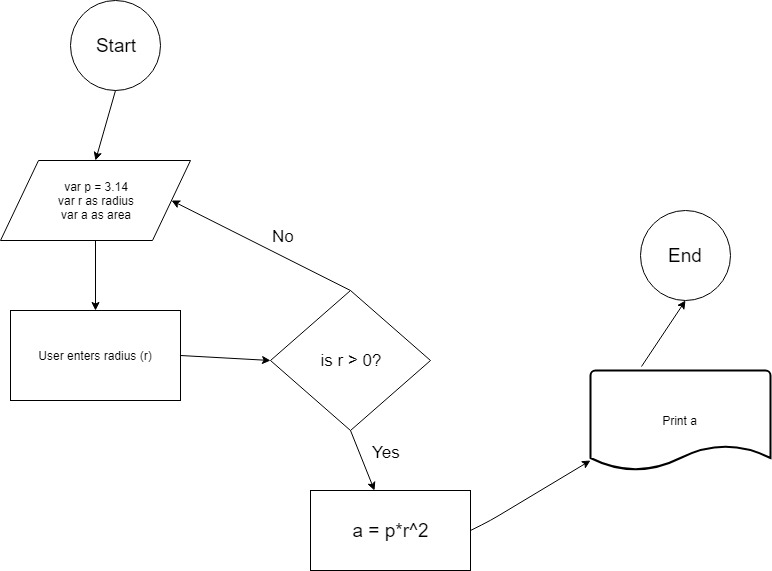 Start
var p = 3.14
var r as radius
var a as area
No
User enters radius (r)
is r > 0?
Yes
a = p*r^2
Print a
End